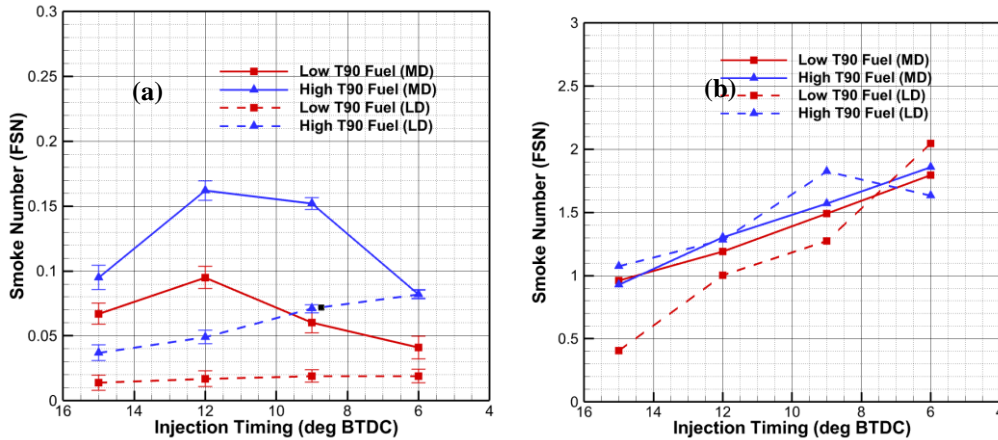 0.3
0.25
0.2
0.15
0.1
0.05
0
16
14
12
10
8
6
4
Smoke Number (FSN)
Injection Timing (deg BTDC)
(a)
Low T90 Fuel (MD)
High T90 Fuel (MD)
Low T90 Fuel (LD)
High T90 Fuel (LD)
3
2.5
2
1.5
1
0.5
0
16
14
12
10
8
6
4
Smoke Number (FSN)
Injection Timing (deg BTDC)
(b)
Low T90 Fuel (MD)
High T90 Fuel (MD)
Low T90 Fuel (LD)
High T90 Fuel (LD)